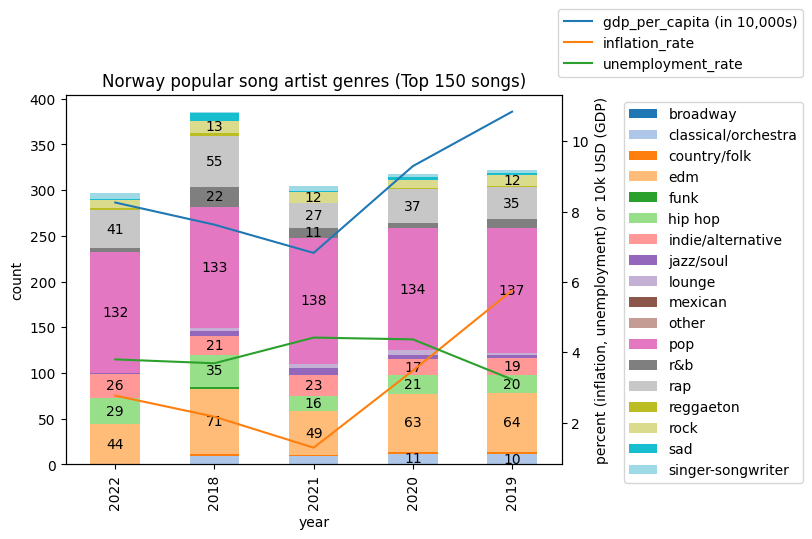 gdp_per_capita (in 10,000s)
inflation_rate
unemployment_rate
Norway popular song artist genres (Top 150 songs)
400
350
300
250
200
150
100
50
0
count
41
132
26
29
44
13
55
22
133
21
35
71
12
27
11
138
23
16
49
37
134
17
21
63
11
12
35
137
19
20
64
10
10
8
6
4
2
percent (inflation, unemployment) or 10k USD (GDP)
2022
2018
2021
2020
2019
year
broadway
classical/orchestra
country/folk
edm
funk
hip hop
indie/alternative
jazz/soul
lounge
mexican
other
pop
r&b
rap
reggaeton
rock
sad
singer-songwriter